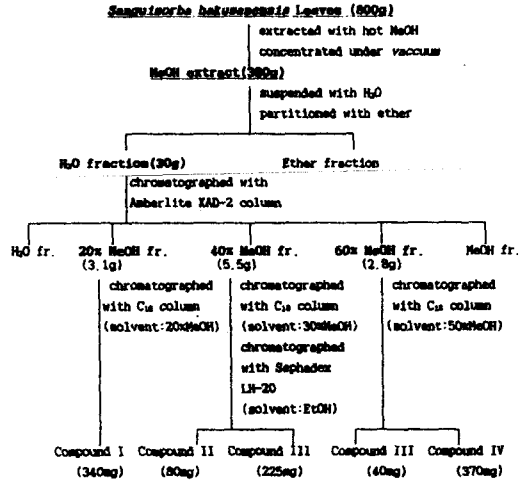 Sanguisorba hakusanensis Leaves (800g)
extracted with hot MeOH
concentrated under vaccuum
MeOH extract(300g)
suspended with H₂O
partitioned with ether
H₂O fraction(30g)
Ether fraction
chromatographed with
Amberlite XAD-2 column
H₂O fr.
20% MeOH fr.
(3.1g)
40% MeOH fr.
(5.5g)
60% MeOH fr.
(2.8g)
MeOH fr.
chromatographed
with C₁₈ column
(solvent:20%MeOH)
chromatographed
with C₁₈ column
(solvent:30%MeOH)
chromatographed
with Sephadex
LH-20
(solvent:EtOH)
chromatographed
with C₁₈ column
(solvent:50%MeOH)
Compound I
(340mg)
Compound II
(80mg)
Compound III
(225mg)
Compound III
(40mg)
Compound IV
(370mg)